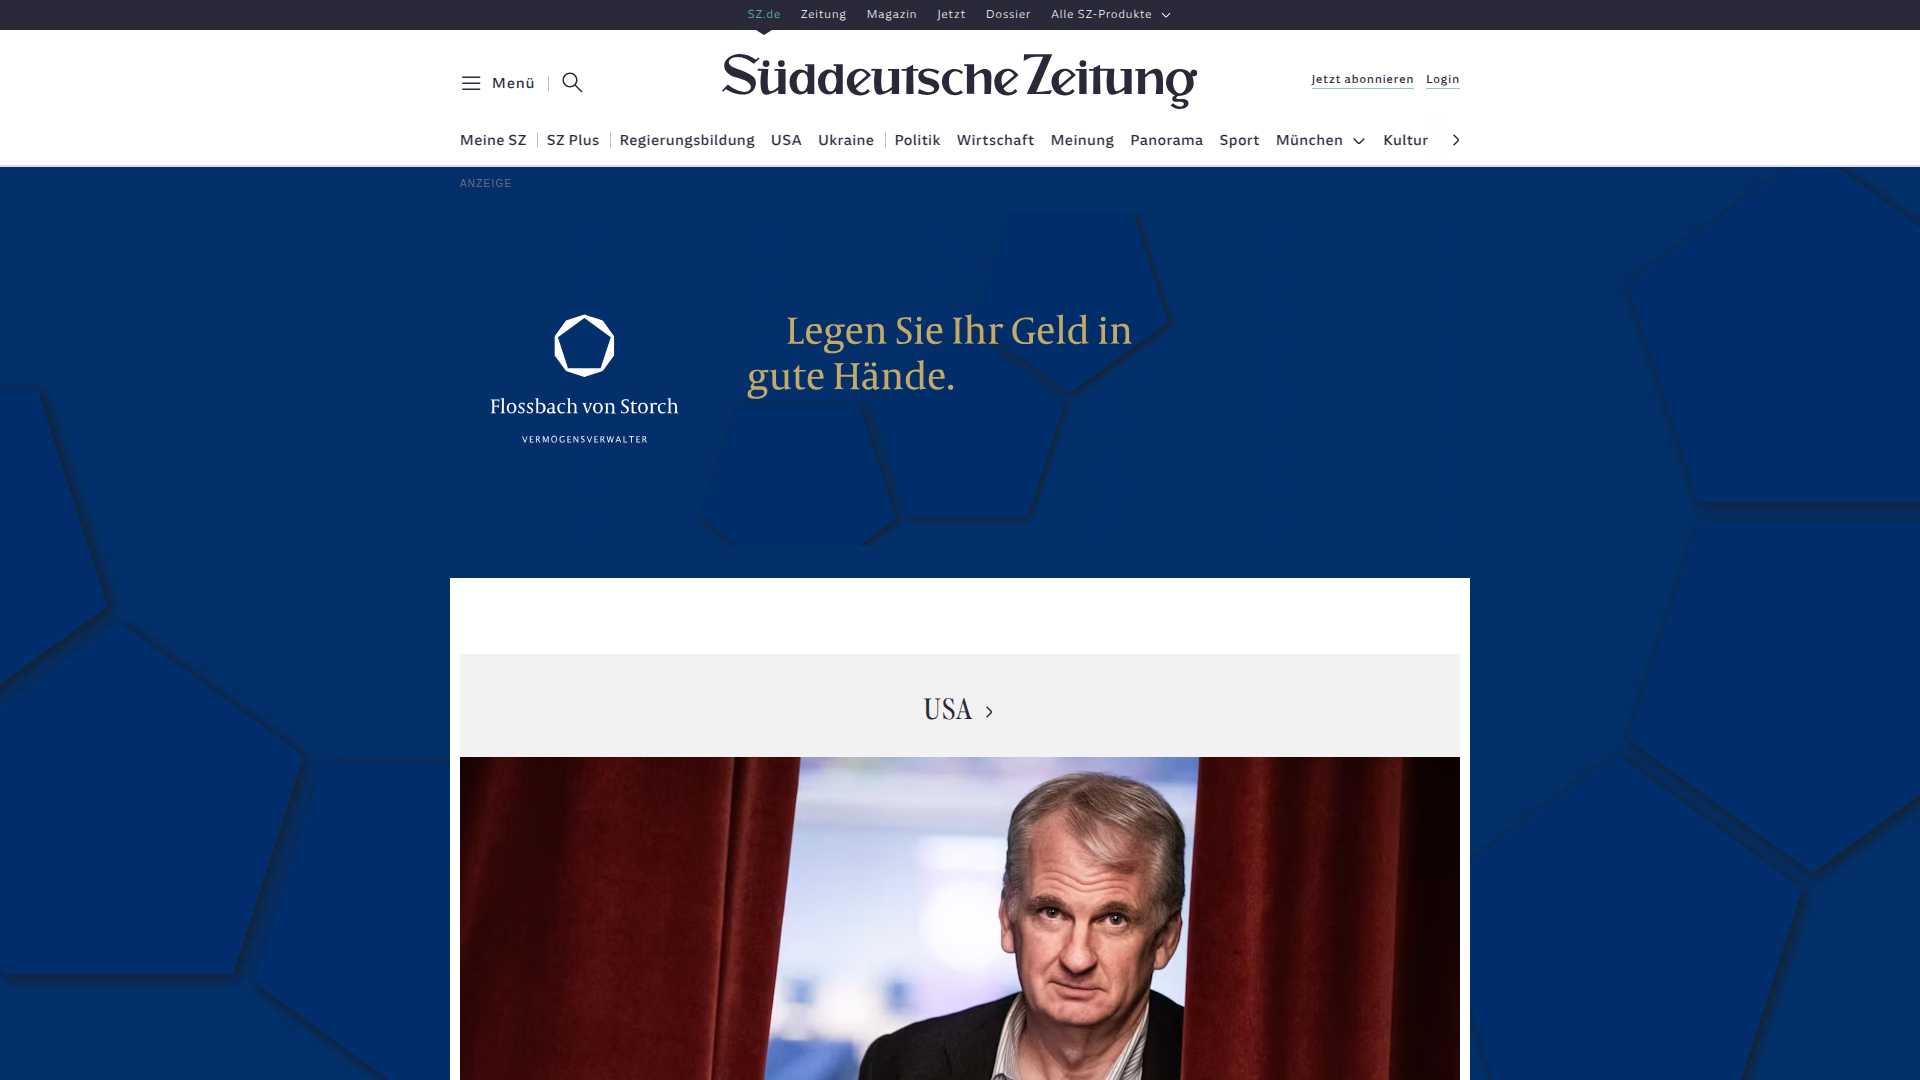 SZ.de Zeitung Magazin Jetzt Dossier Alle SZ-Produkte
Menü
Süddeutsche Zeitung
Jetzt abonnieren Login
Meine SZ SZ Plus Regierungsbildung USA Ukraine Politik Wirtschaft Meinung Panorama Sport München Kultur
ANZEIGE
Flossbach von Storch
VERMÖGENSVERWALTER
Legen Sie Ihr Geld in
gute Hände.
USA